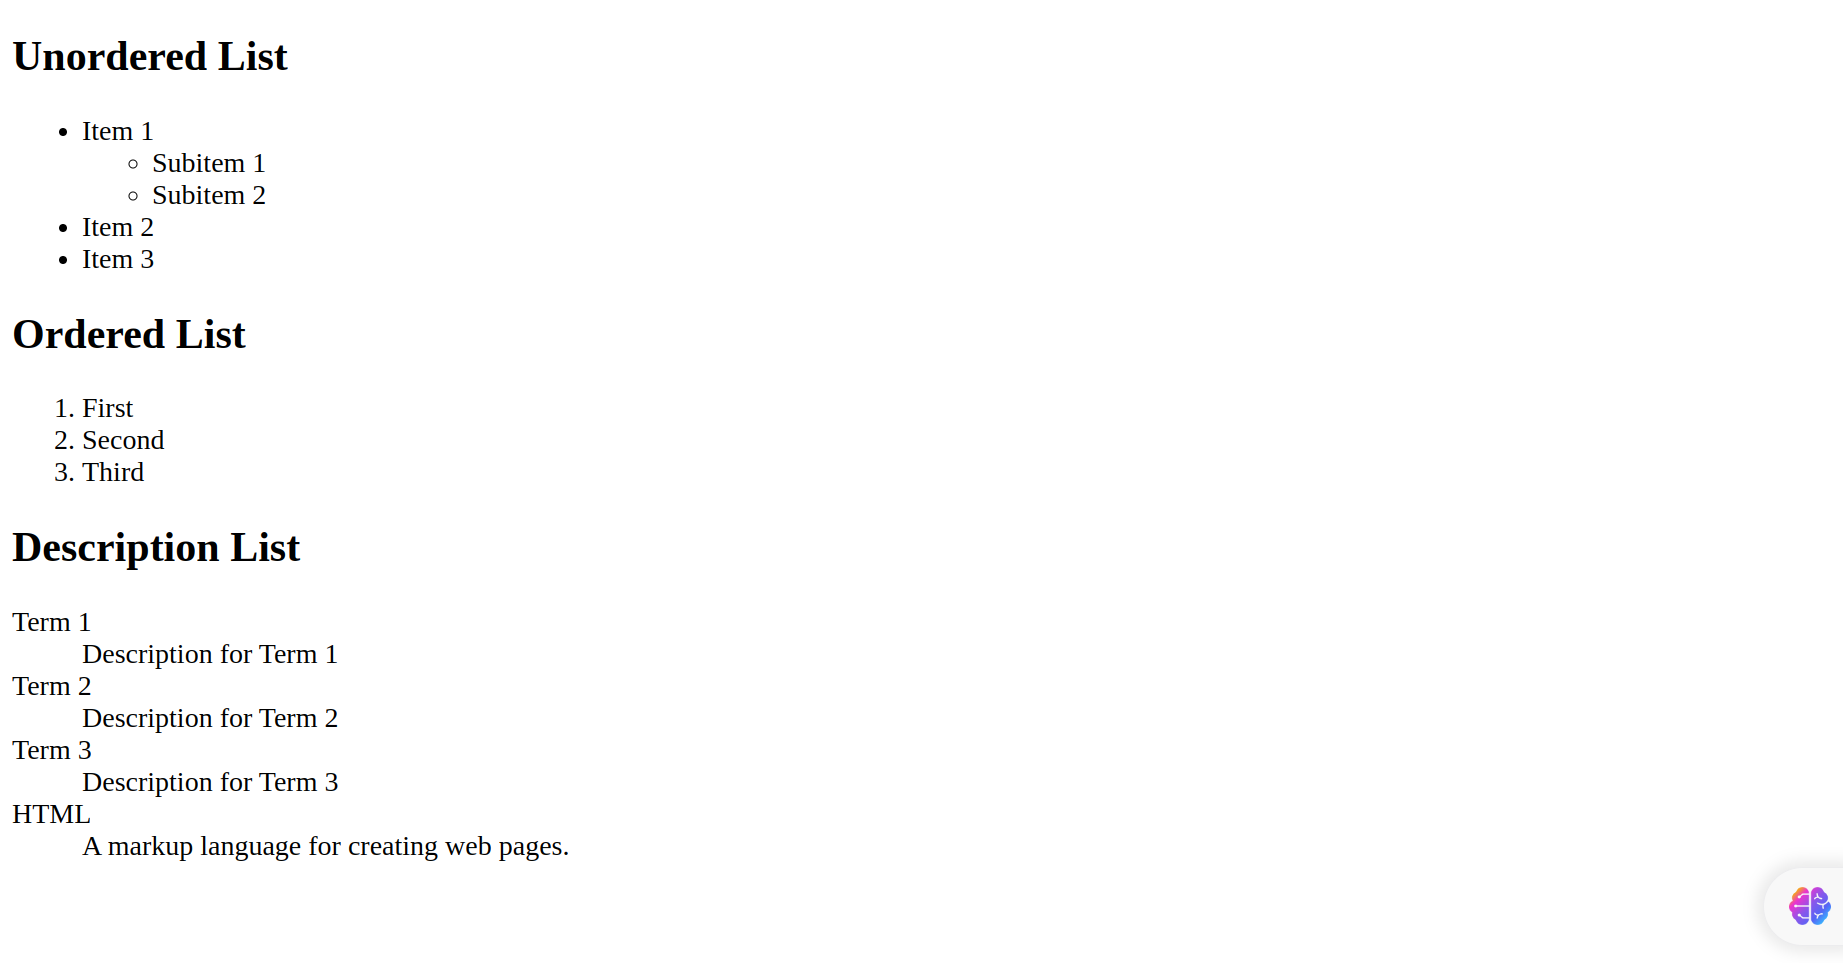 Unordered List
• Item 1
◦ Subitem 1
◦ Subitem 2
• Item 2
• Item 3
Ordered List
1. First
2. Second
3. Third
Description List
Term 1
Description for Term 1
Term 2
Description for Term 2
Term 3
Description for Term 3
HTML
A markup language for creating web pages.